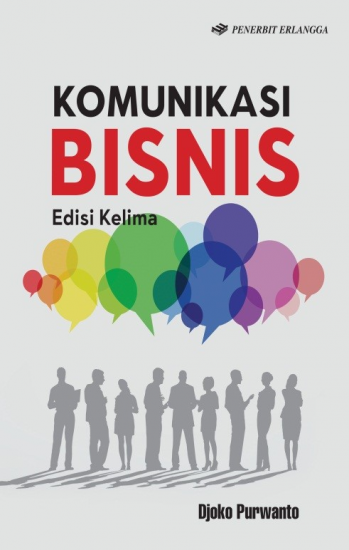 PENERBIT ERLANGGA
KOMUNIKASI
BISNIS
Edisi Kelima
Djoko Purwanto